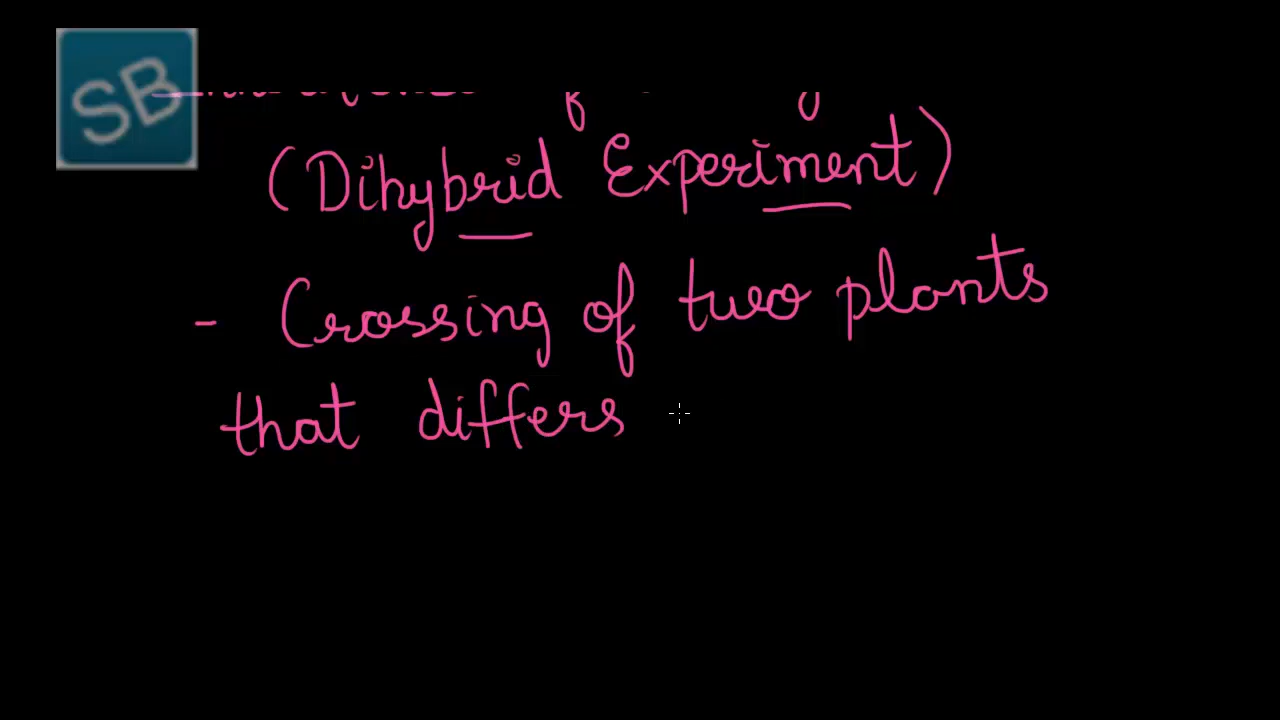 SB
(Dihybrid Experiment)
- Crossing of two plants
that differs